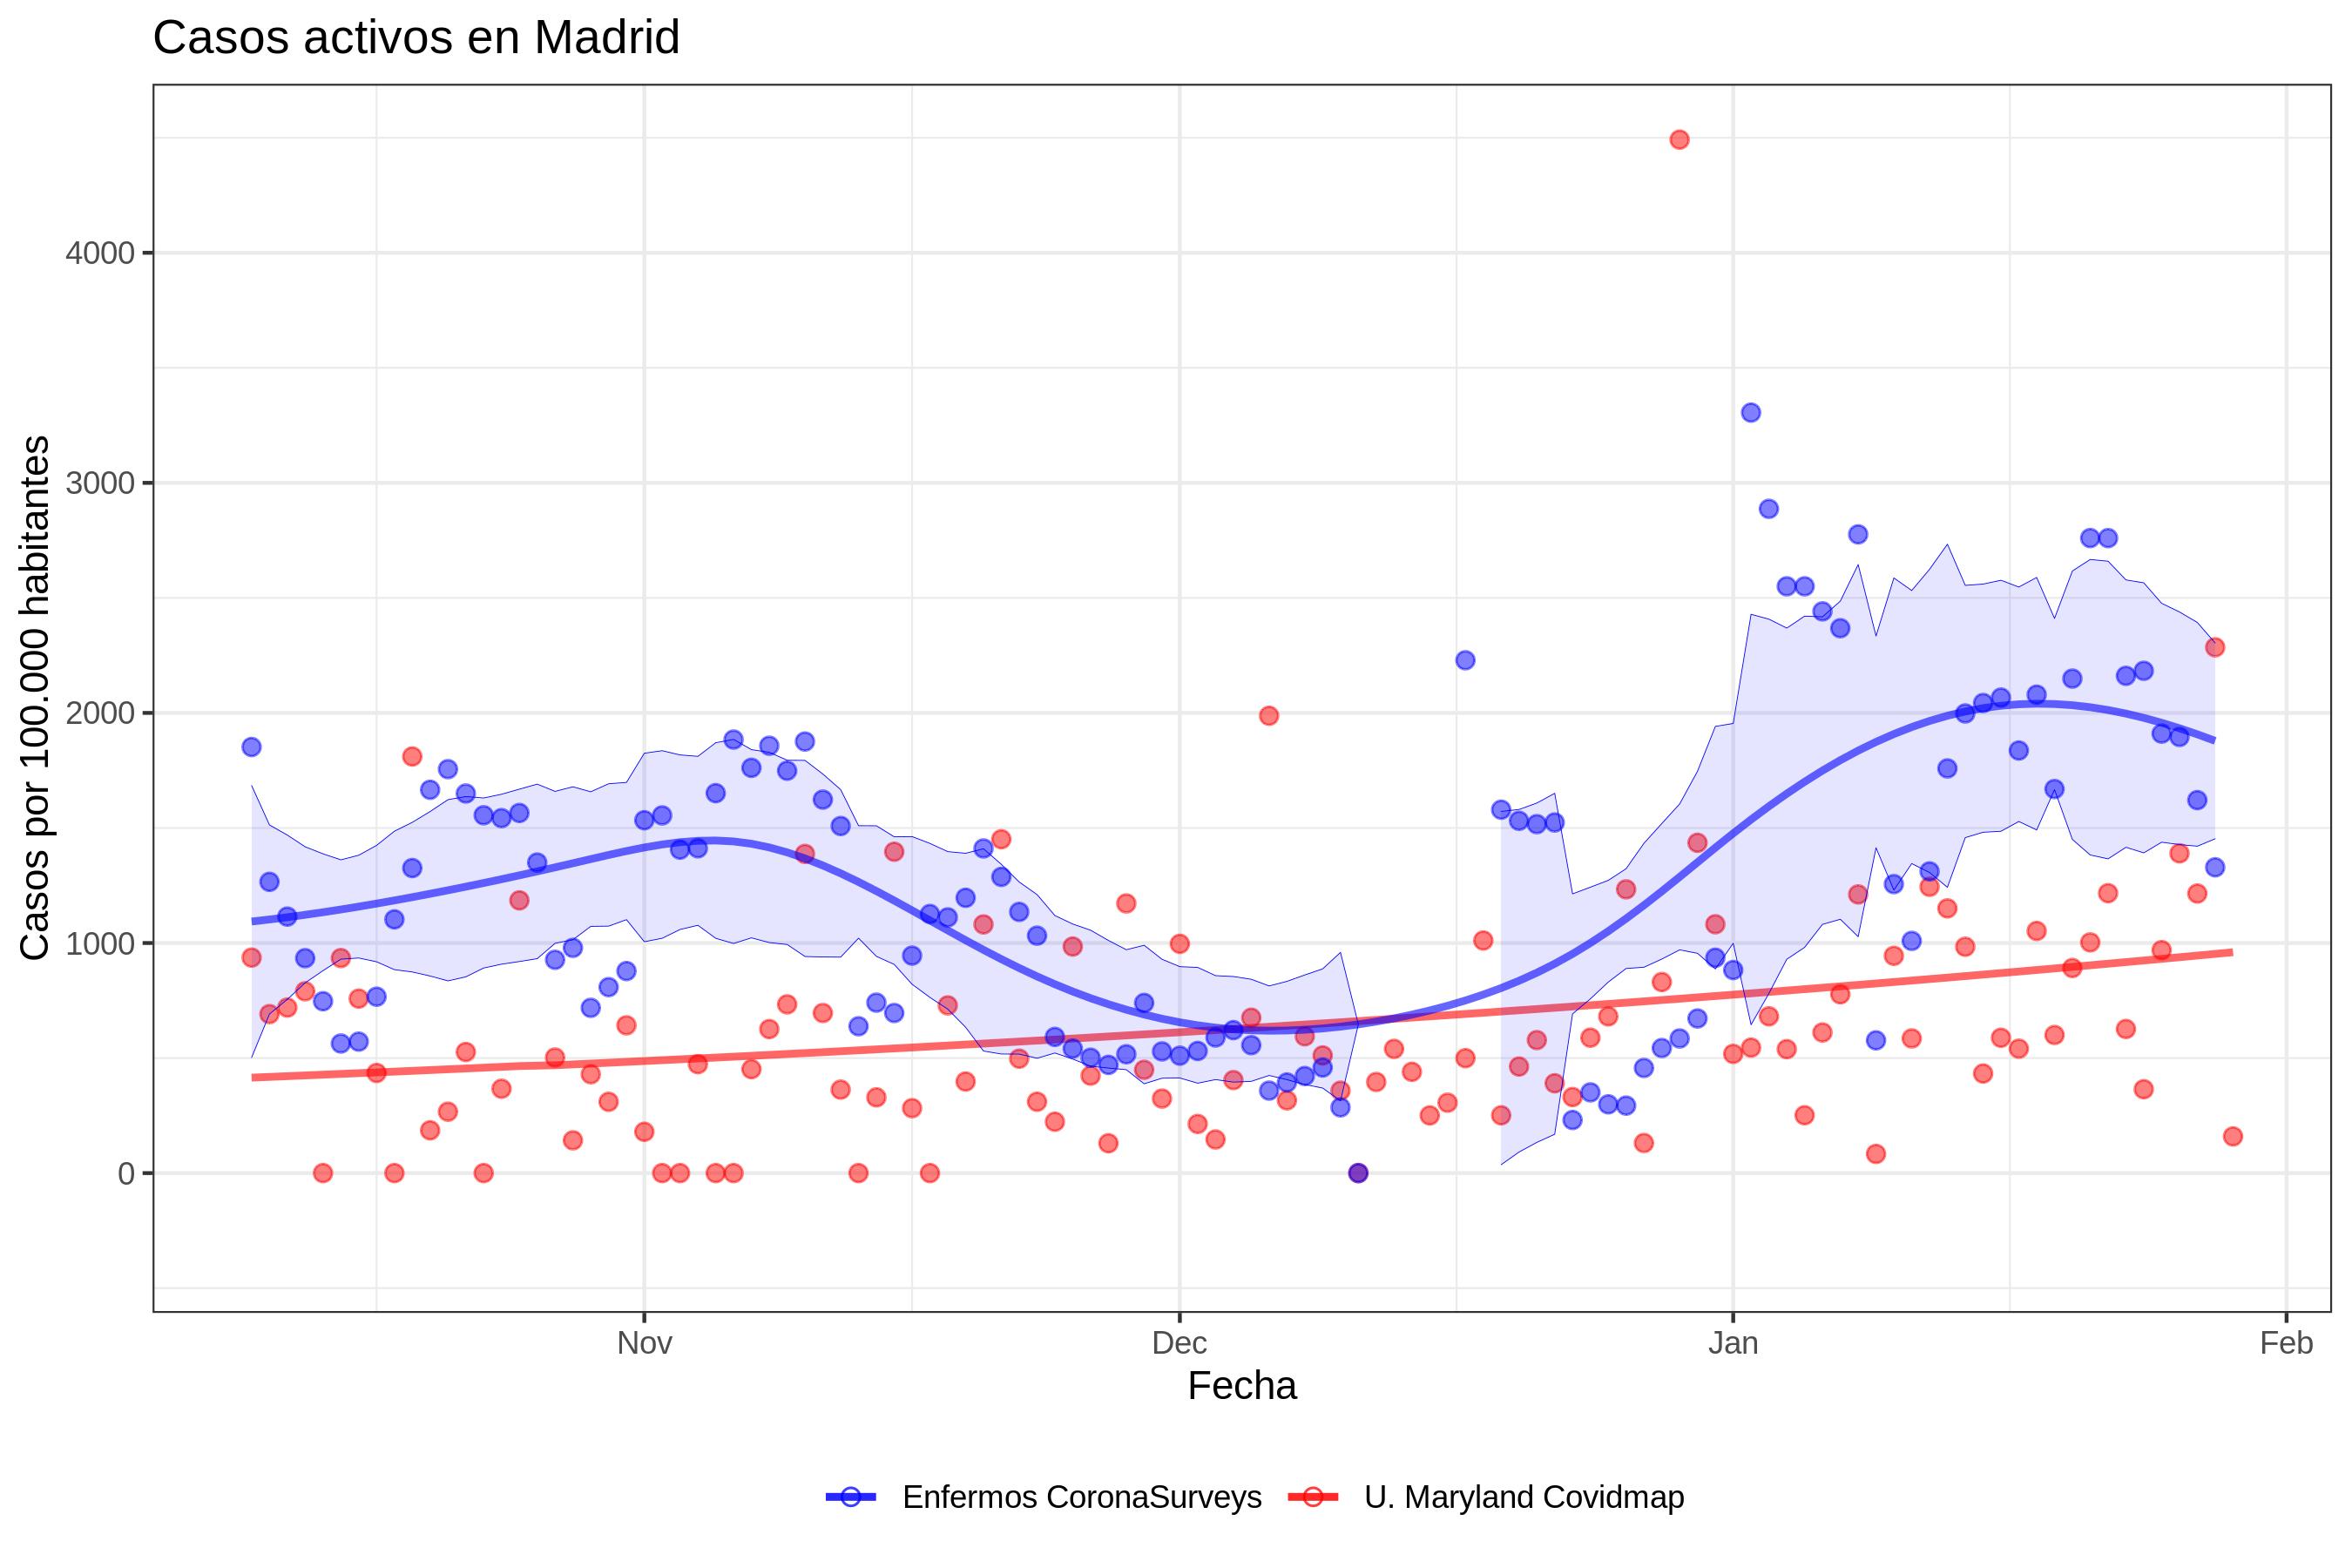 Casos activos en Madrid
Casos por 100.000 habitantes
4000
3000
2000
1000
0
Nov Dec Jan Feb
Fecha
Enfermos CoronaSurveys U. Maryland Covidmap